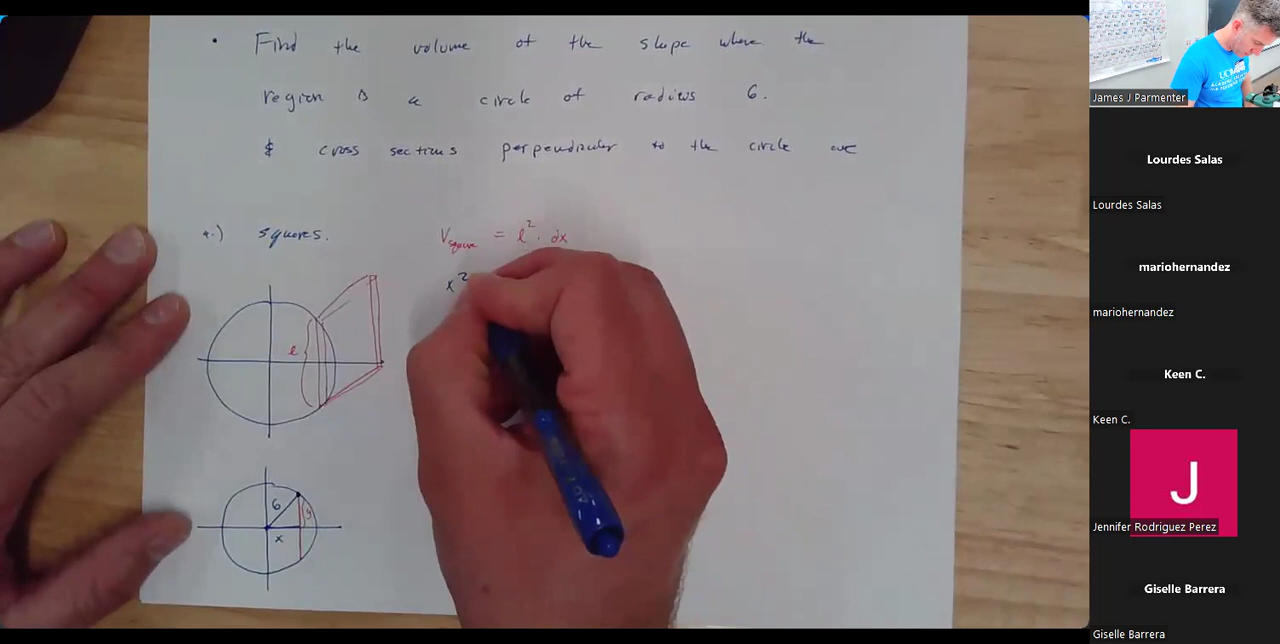 • Find the volume of the shape where the
region is a circle of radius 6.
& cross sections perpendicular to the circle are
a.) squares.
V square = l² · dx
x²
l
6
y
x
James J Parmenter
Lourdes Salas
Lourdes Salas
mariohernandez
mariohernandez
Keen C.
Keen C.
J
Jennifer Rodriguez Perez
Giselle Barrera
Giselle Barrera